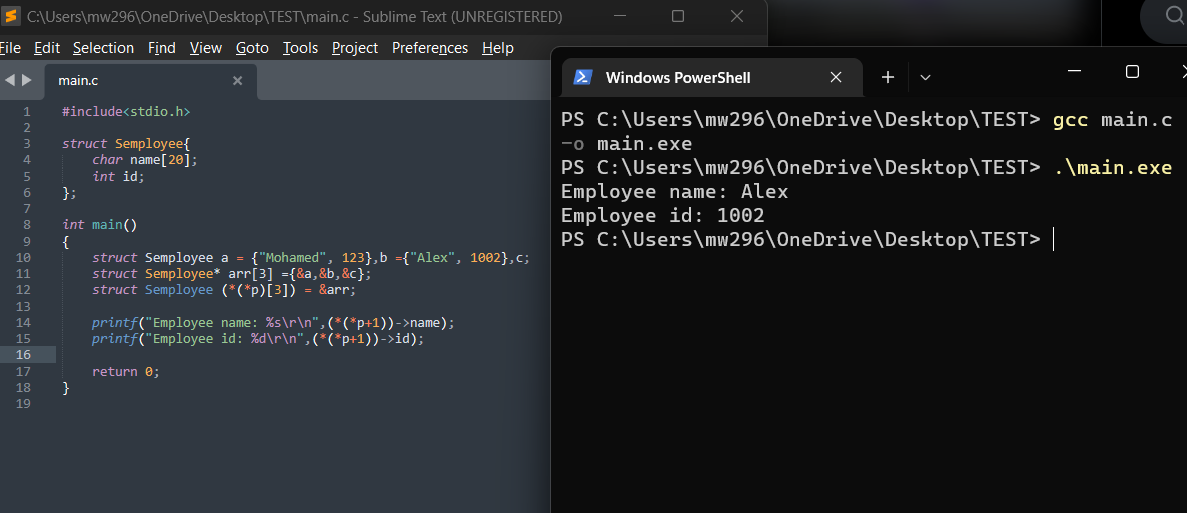 C:\Users\mw296\OneDrive\Desktop\TEST\main.c - Sublime Text (UNREGISTERED)
File Edit Selection Find View Goto Tools Project Preferences Help
main.c
1 #include<stdio.h>
2
3 struct Semployee{
4 char name[20];
5 int id;
6 };
7
8 int main()
9 {
10 struct Semployee a = {"Mohamed", 123},b ={"Alex", 1002},c;
11 struct Semployee* arr[3] ={&a,&b,&c};
12 struct Semployee (*(*p)[3]) = &arr;
13
14 printf("Employee name: %s\r\n",(*(*p+1))->name);
15 printf("Employee id: %d\r\n",(*(*p+1))->id);
16
17 return 0;
18 }
19
Windows PowerShell
PS C:\Users\mw296\OneDrive\Desktop\TEST> gcc main.c
-o main.exe
PS C:\Users\mw296\OneDrive\Desktop\TEST> .\main.exe
Employee name: Alex
Employee id: 1002
PS C:\Users\mw296\OneDrive\Desktop\TEST>